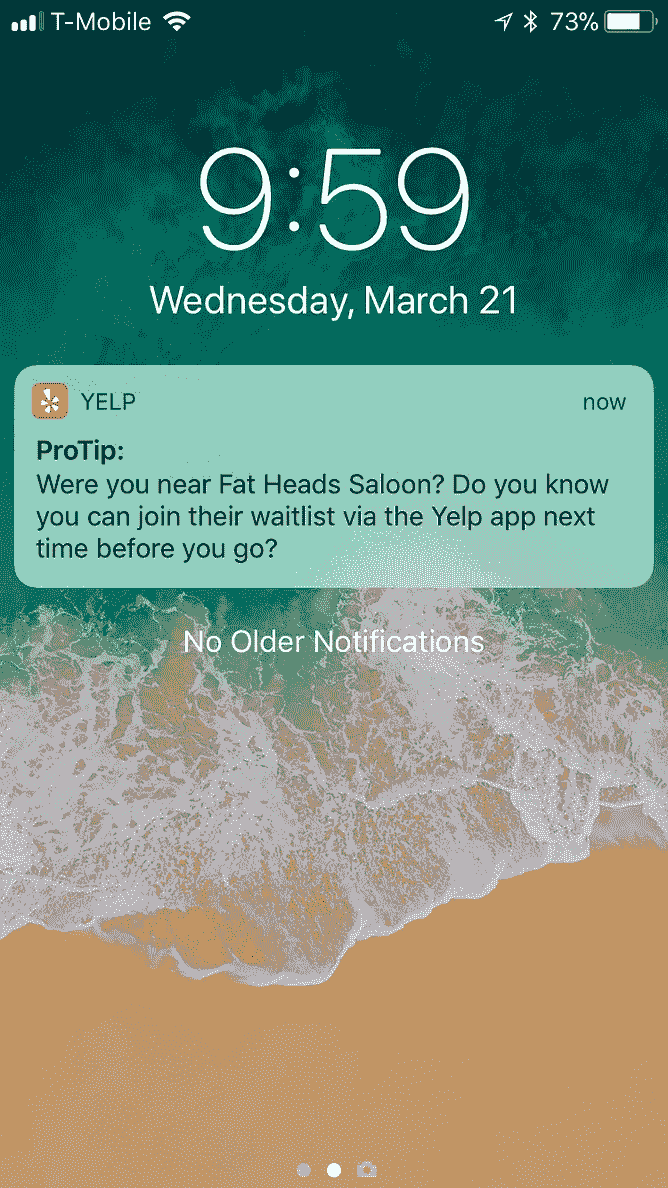 T-Mobile 73%
9:59
Wednesday, March 21
YELP now
ProTip:
Were you near Fat Heads Saloon? Do you know
you can join their waitlist via the Yelp app next
time before you go?
No Older Notifications